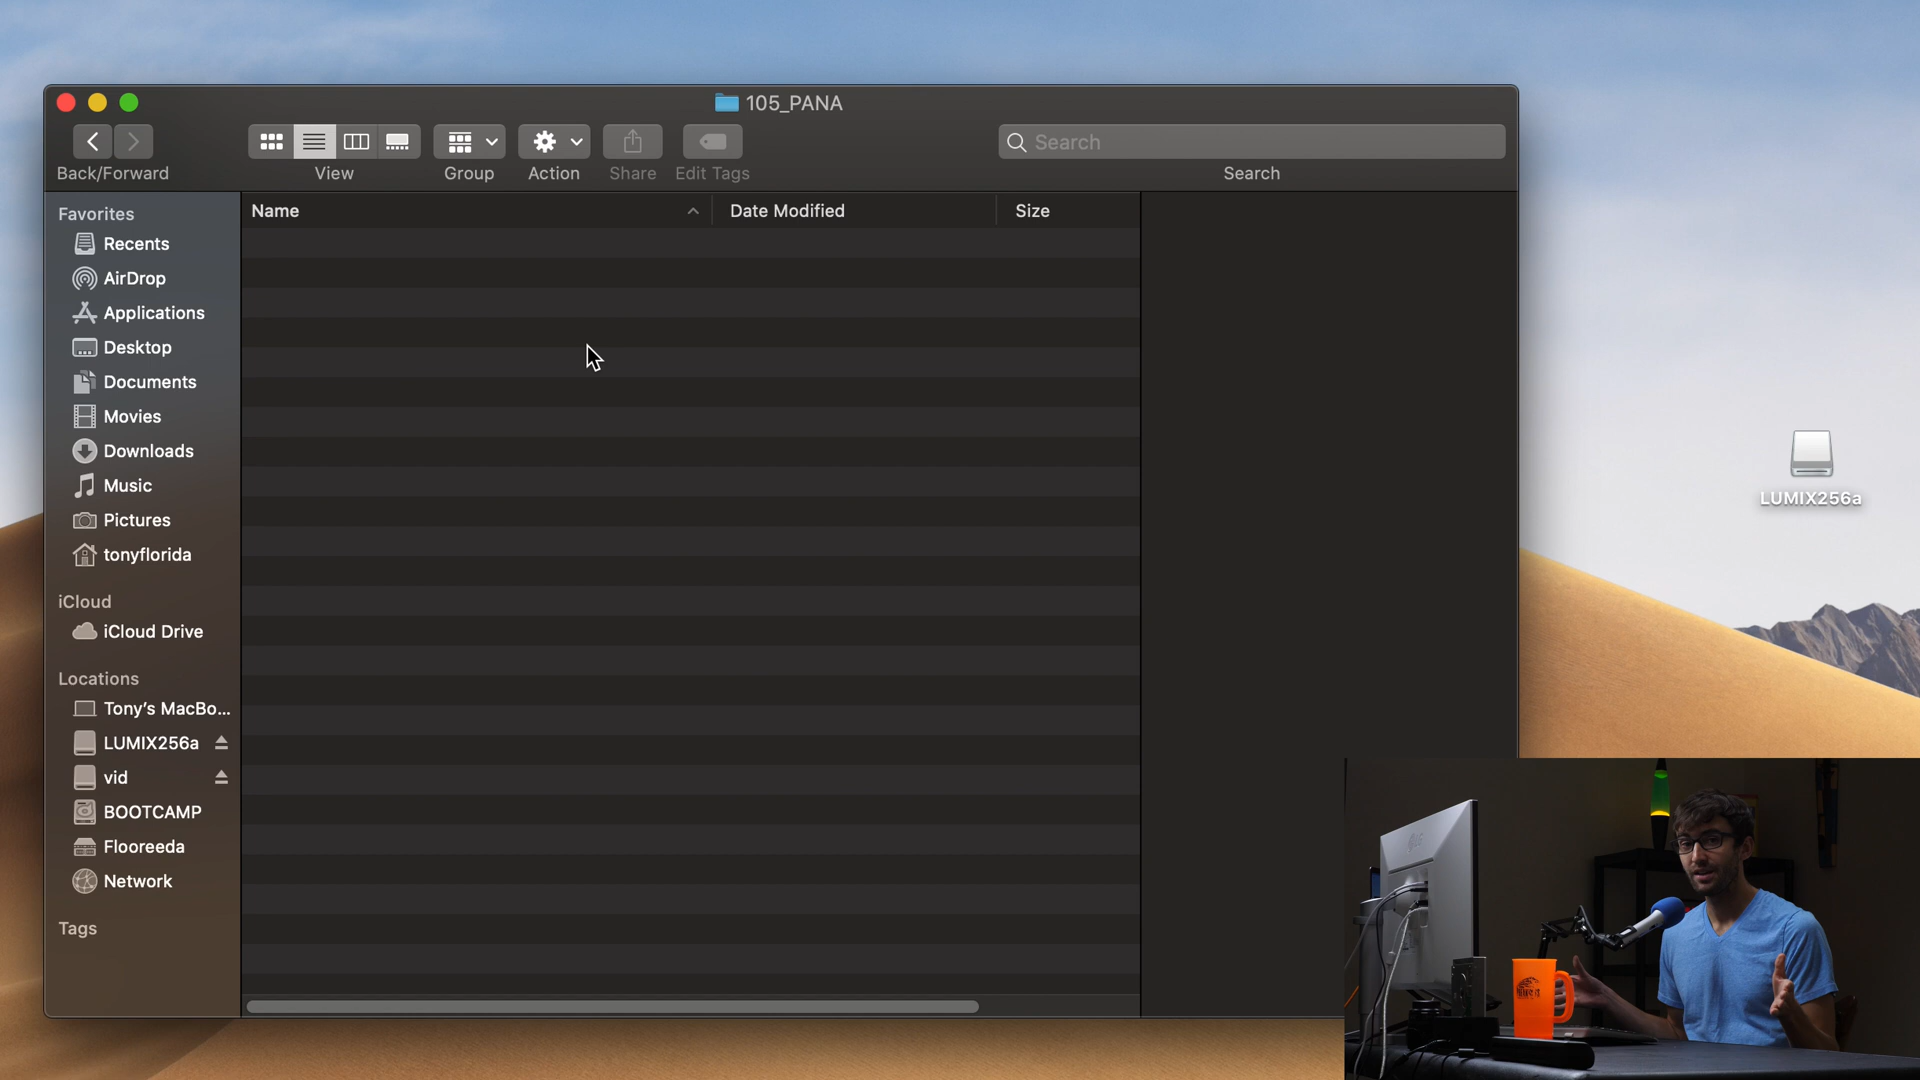 105_PANA
Search
Back/Forward
View
Group
Action
Share
Edit Tags
Search
Favorites
Recents
AirDrop
Applications
Desktop
Documents
Movies
Downloads
Music
Pictures
tonyflorida
iCloud
iCloud Drive
Locations
Tony's MacBo...
LUMIX256a
vid
BOOTCAMP
Flooreeda
Network
Tags
Name
Date Modified
Size
LUMIX256a